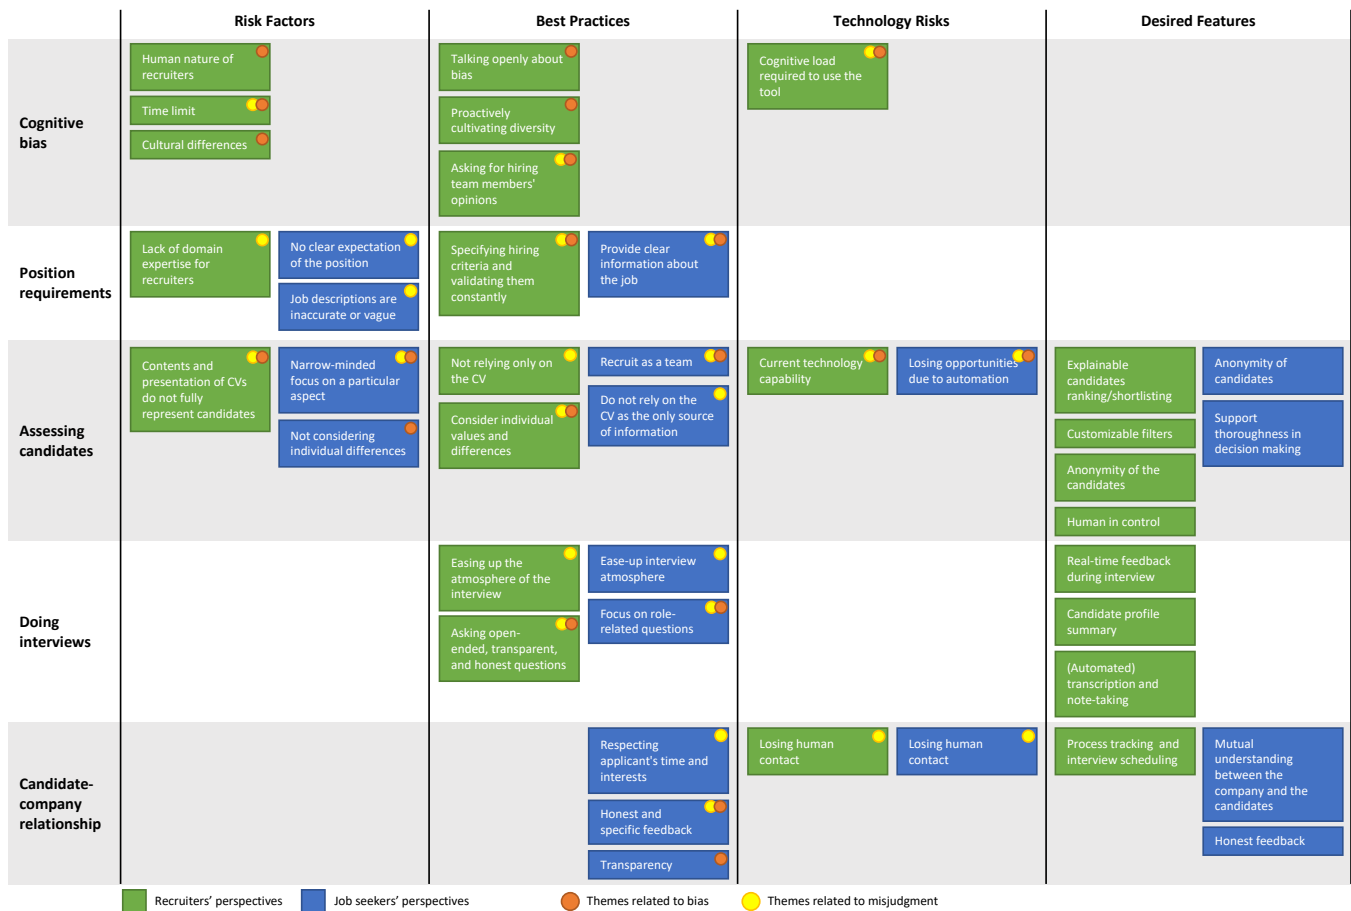 Risk Factors
Best Practices
Technology Risks
Desired Features
Cognitive
bias
Human nature of
recruiters
Time limit
Cultural differences
Talking openly about
bias
Proactively
cultivating diversity
Asking for hiring
team members'
opinions
Cognitive load
required to use the
tool
Position
requirements
Lack of domain
expertise for
recruiters
No clear expectation
of the position
Job descriptions are
inaccurate or vague
Specifying hiring
criteria and
validating them
constantly
Provide clear
information about
the job
Assessing
candidates
Contents and
presentation of CVs
do not fully
represent candidates
Narrow-minded
focus on a particular
aspect
Not considering
individual differences
Not relying only on
the CV
Consider individual
values and
differences
Recruit as a team
Do not rely on the
CV as the only source
of information
Current technology
capability
Losing opportunities
due to automation
Explainable
candidates
ranking/shortlisting
Customizable filters
Anonymity of the
candidates
Human in control
Anonymity of
candidates
Support
thoroughness in
decision making
Doing
interviews
Easing up the
atmosphere of the
interview
Asking open-
ended, transparent,
and honest questions
Ease-up interview
atmosphere
Focus on role-
related questions
Real-time feedback
during interview
Candidate profile
summary
(Automated)
transcription and
note-taking
Candidate-
company
relationship
Respecting
applicant's time and
interests
Honest and
specific feedback
Transparency
Losing human
contact
Losing human
contact
Process tracking and
interview scheduling
Mutual
understanding
between the
company and the
candidates
Honest feedback
Recruiters' perspectives
Job seekers' perspectives
Themes related to bias
Themes related to misjudgment